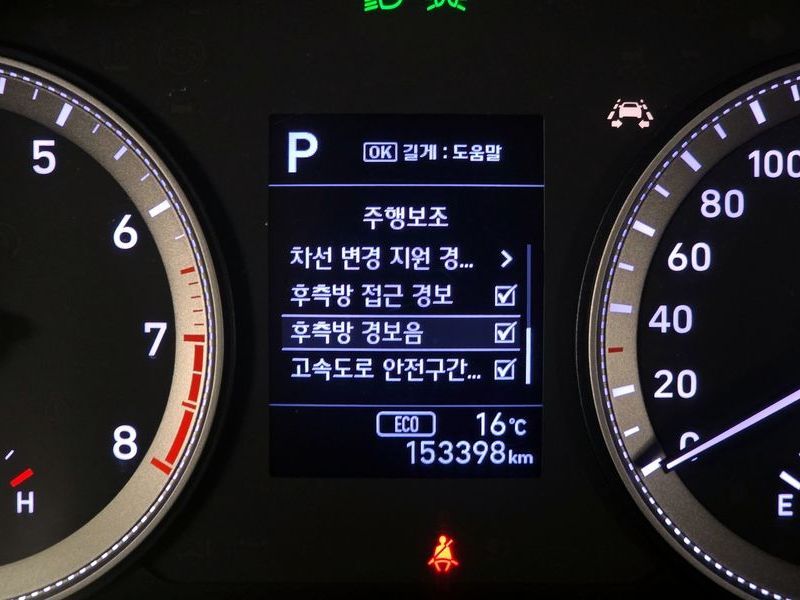 P OK 길게 : 도움말
주행보조
차선 변경 지원 경... >
후측방 접근 경보
후측방 경보음
고속도로 안전구간...
ECO 16℃
153398km
5
6
7
8
H
100
80
60
40
20
0
E